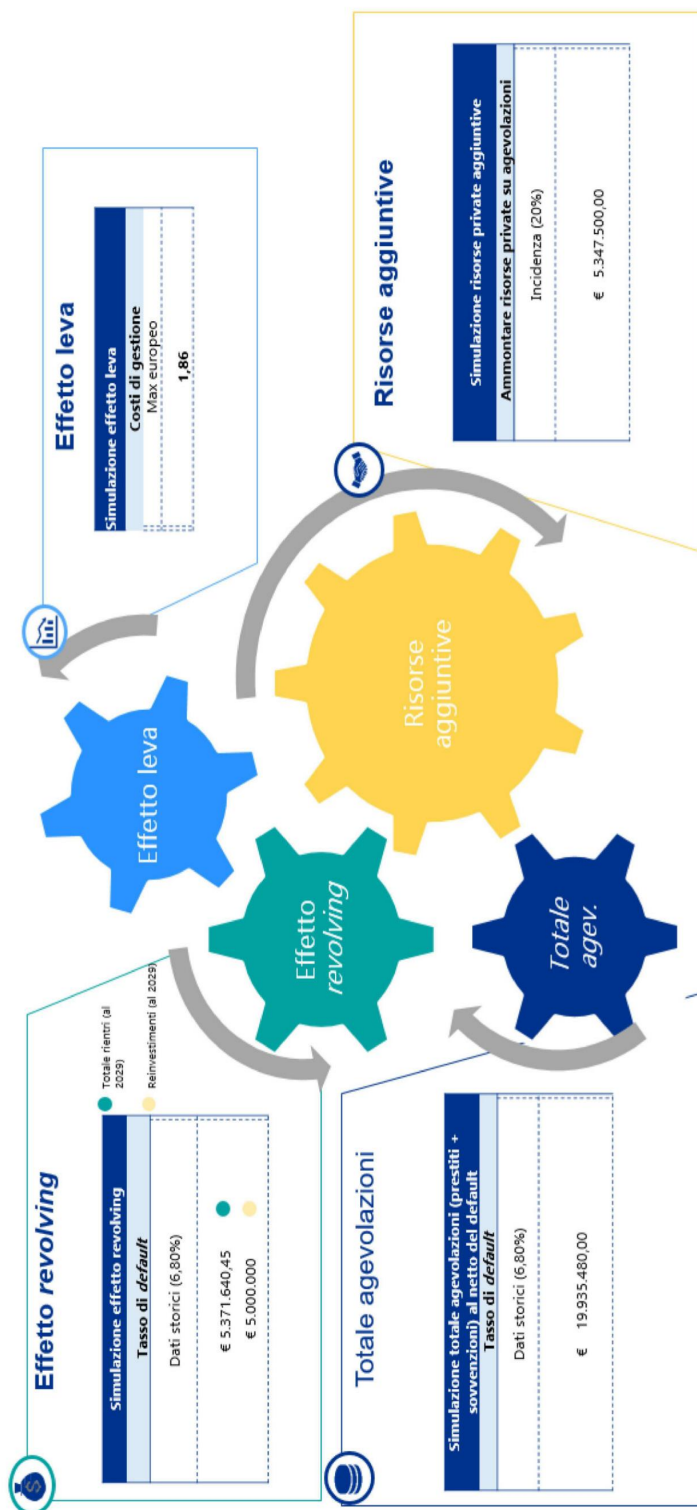 Effetto revolving
Simulazione effetto revolving
Tasso di default
Dati storici (6,80%)
€ 5.371.640,45
€ 5.000.000
Totale rientri (al
2029)
Reinvestimenti (al 2029)
Effetto leva
Simulazione effetto leva
Costi di gestione
Max europeo
1,86
Effetto leva
Effetto
revolving
Risorse
aggiuntive
Totale
agev.
Totale agevolazioni
Simulazione totale agevolazioni (prestiti +
sovvenzioni) al netto del default
Tasso di default
Dati storici (6,80%)
€ 19.935.480,00
Risorse aggiuntive
Simulazione risorse private aggiuntive
Ammontare risorse private su agevolazioni
Incidenza (20%)
€ 5.347.500,00